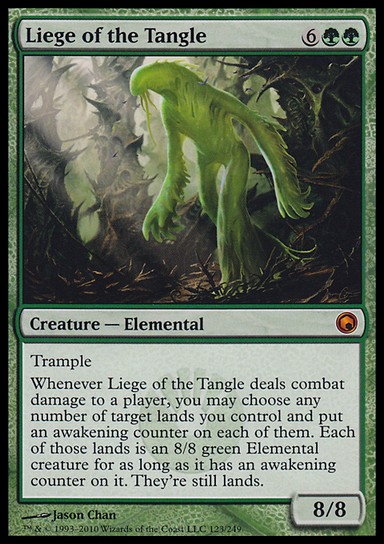 Liege of the Tangle 6
Creature — Elemental
Trample
Whenever Liege of the Tangle deals combat
damage to a player, you may choose any
number of target lands you control and put
an awakening counter on each of them. Each
of those lands is an 8/8 green Elemental
creature for as long as it has an awakening
counter on it. They're still lands.
Jason Chan
8/8
™ & © 1993–2010 Wizards of the Coast LLC 123/249